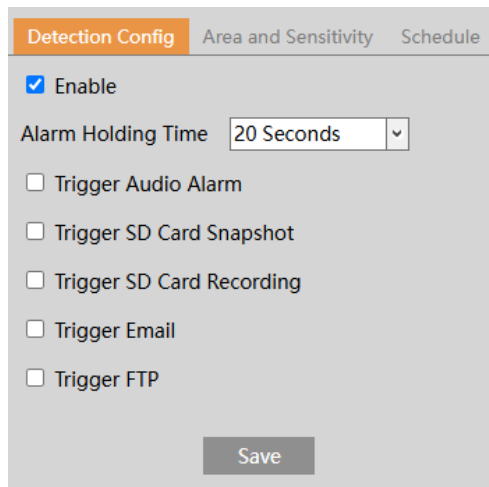 Detection Config Area and Sensitivity Schedule
Enable
Alarm Holding Time 20 Seconds
Trigger Audio Alarm
Trigger SD Card Snapshot
Trigger SD Card Recording
Trigger Email
Trigger FTP
Save